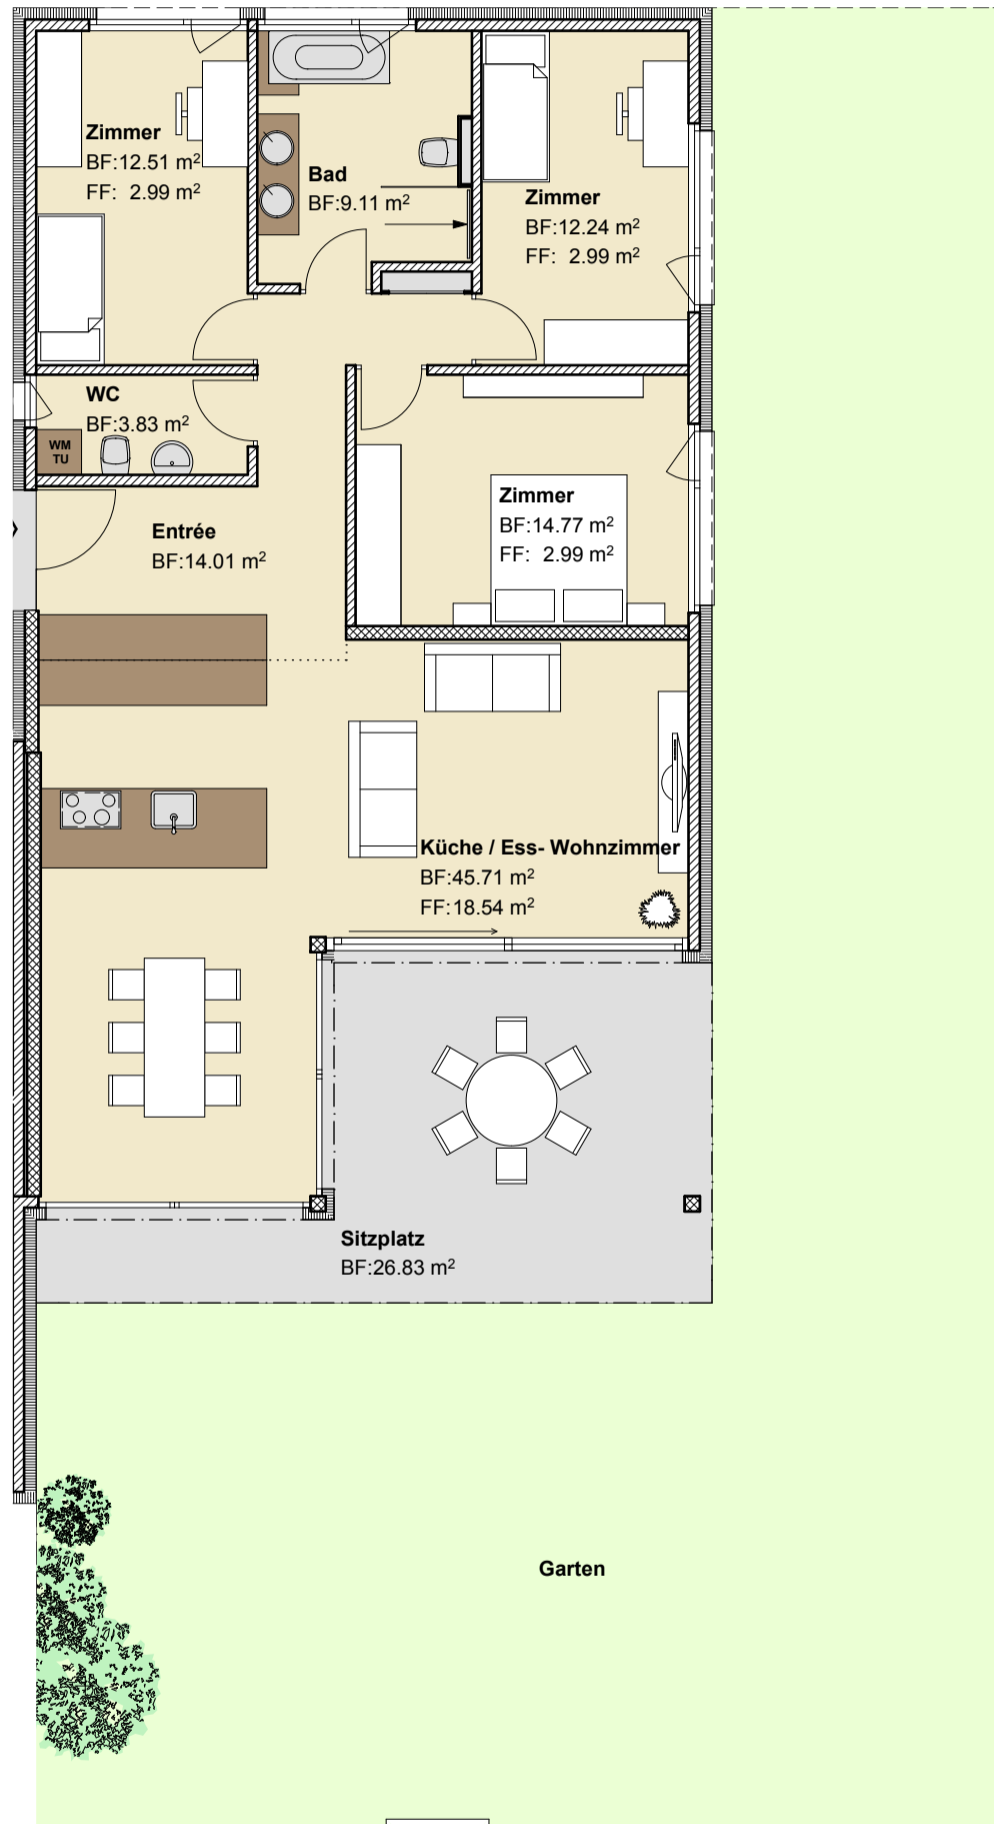 Zimmer
BF:12.51 m²
FF: 2.99 m²
Bad
BF:9.11 m²
Zimmer
BF:12.24 m²
FF: 2.99 m²
WC
BF:3.83 m²
WM
TU
Zimmer
BF:14.77 m²
FF: 2.99 m²
Entrée
BF:14.01 m²
Küche / Ess- Wohnzimmer
BF:45.71 m²
FF:18.54 m²
Sitzplatz
BF:26.83 m²
Garten